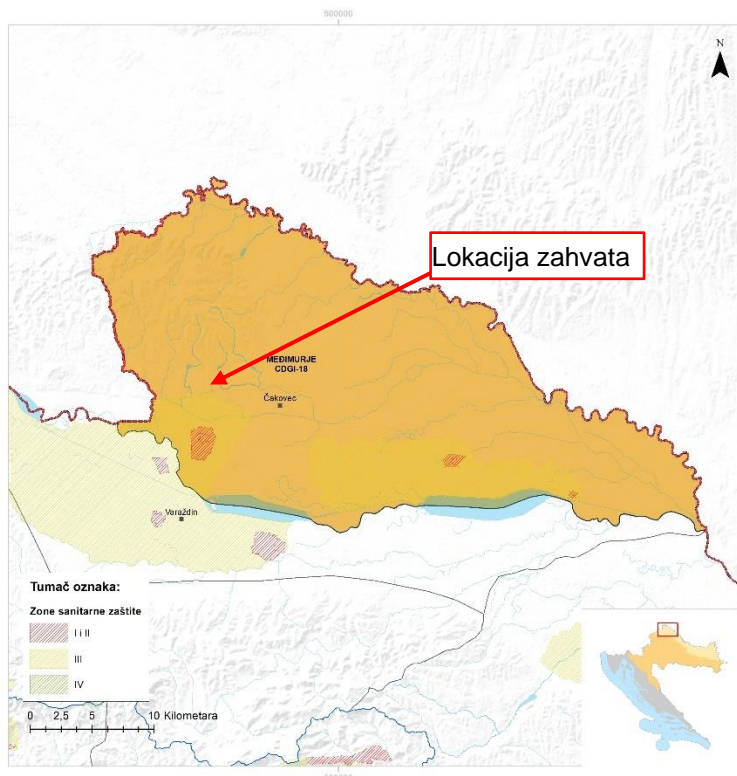 500000
N
Lokacija zahvata
MEĐIMURJE
CDGI-18
Čakovec
Varaždin
Tumač oznaka:
Zone sanitarne zaštite
I i II
III
IV
0 2,5 5 10 Kilometara